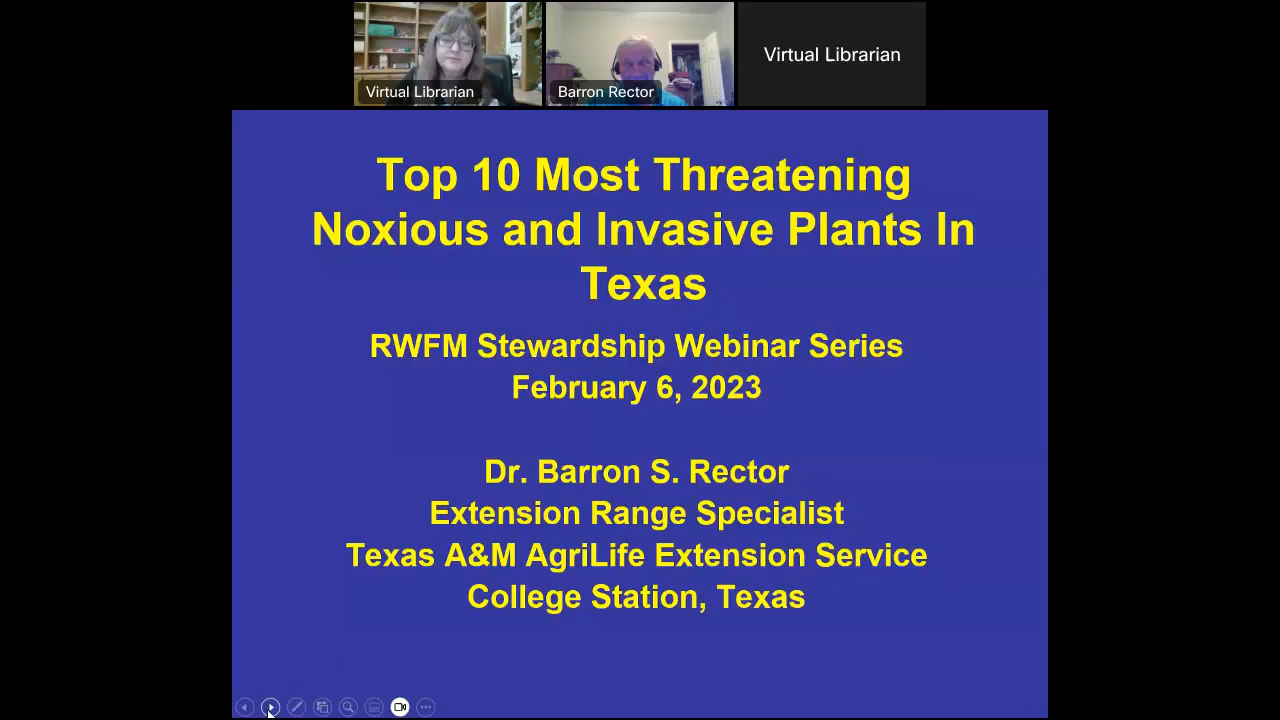 Virtual Librarian
Barron Rector
Virtual Librarian
Top 10 Most Threatening
Noxious and Invasive Plants In
Texas
RWFM Stewardship Webinar Series
February 6, 2023
Dr. Barron S. Rector
Extension Range Specialist
Texas A&M AgriLife Extension Service
College Station, Texas